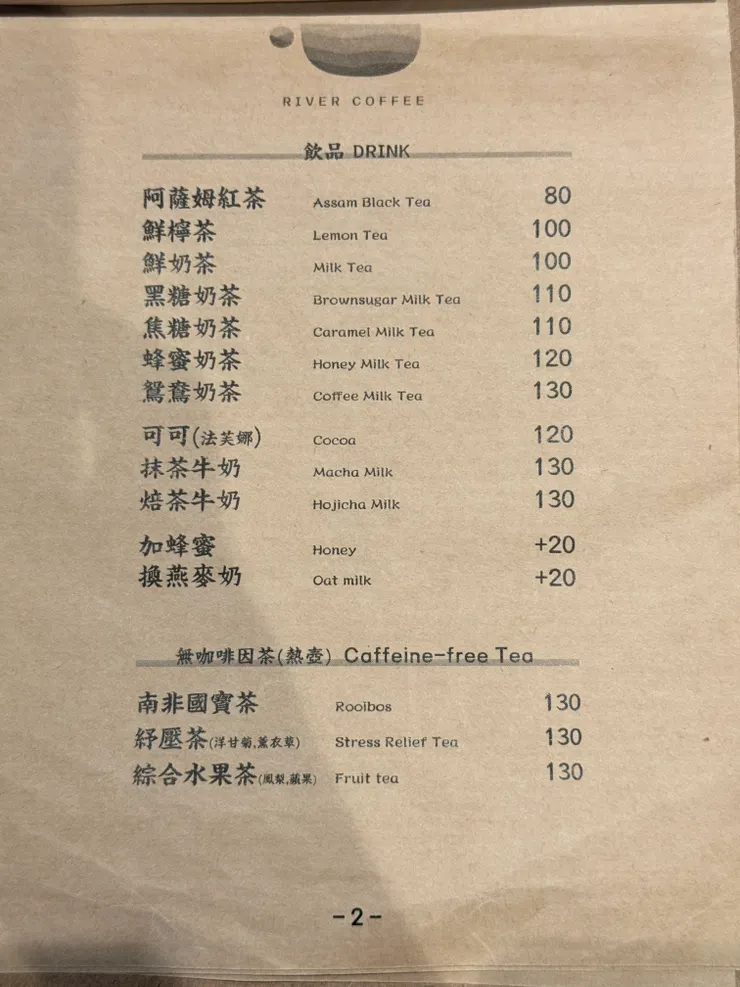 RIVER COFFEE
飲品 DRINK
阿薩姆紅茶 Assam Black Tea 80
鮮檸茶 Lemon Tea 100
鮮奶茶 Milk Tea 100
黑糖奶茶 Brownsugar Milk Tea 110
焦糖奶茶 Caramel Milk Tea 110
蜂蜜奶茶 Honey Milk Tea 120
鴛鴦奶茶 Coffee Milk Tea 130
可可(法芙娜) Cocoa 120
抹茶牛奶 Macha Milk 130
焙茶牛奶 Hojicha Milk 130
加蜂蜜 Honey +20
換燕麥奶 Oat milk +20
無咖啡因茶(熱壺) Caffeine-free Tea
南非國寶茶 Rooibos 130
紓壓茶(洋甘菊,薰衣草) Stress Relief Tea 130
綜合水果茶(鳳梨,蘋果) Fruit tea 130
-2-